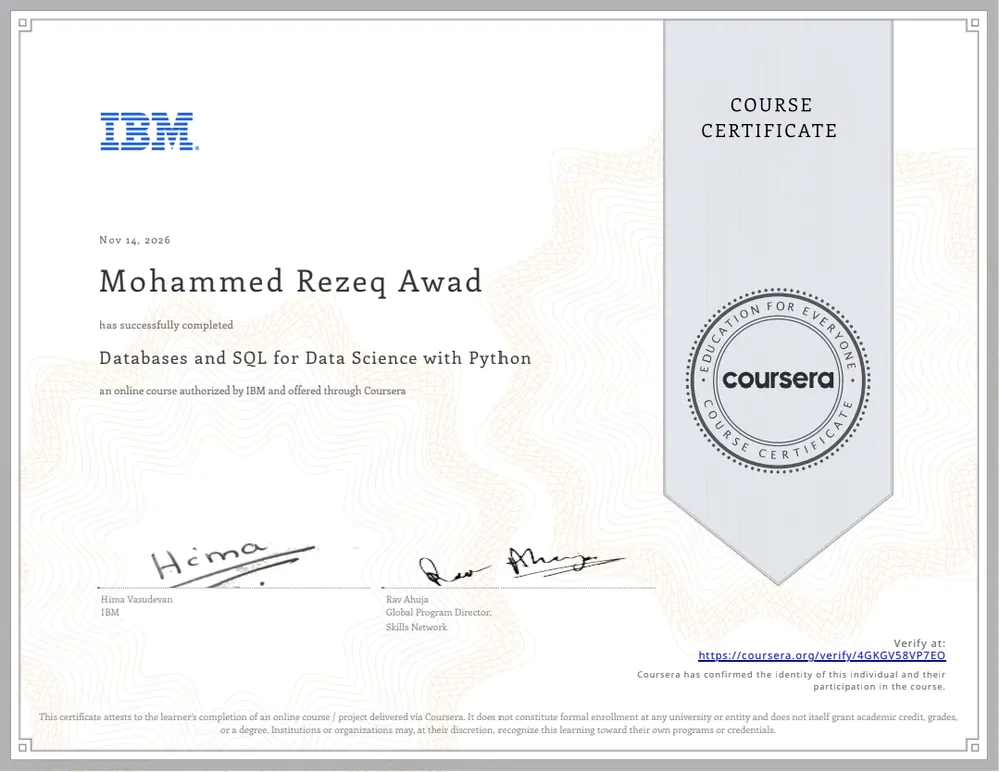 COURSE
CERTIFICATE
IBM
Nov 14, 2026
Mohammed Rezeq Awad
has successfully completed
Databases and SQL for Data Science with Python
an online course authorized by IBM and offered through Coursera
EDUCATION FOR EVERYONE
coursera
COURSE CERTIFICATE
Hima
Rav Ahuja
Hima Vasudevan
IBM
Rav Ahuja
Global Program Director,
Skills Network
Verify at:
https://coursera.org/verify/4GKGV58VP7EO
Coursera has confirmed the identity of this individual and their
participation in the course.
This certificate attests to the learner's completion of an online course / project delivered via Coursera. It does not constitute formal enrollment at any university or entity and does not itself grant academic credit, grades,
or a degree. Institutions or organizations may, at their discretion, recognize this learning toward their own programs or credentials.